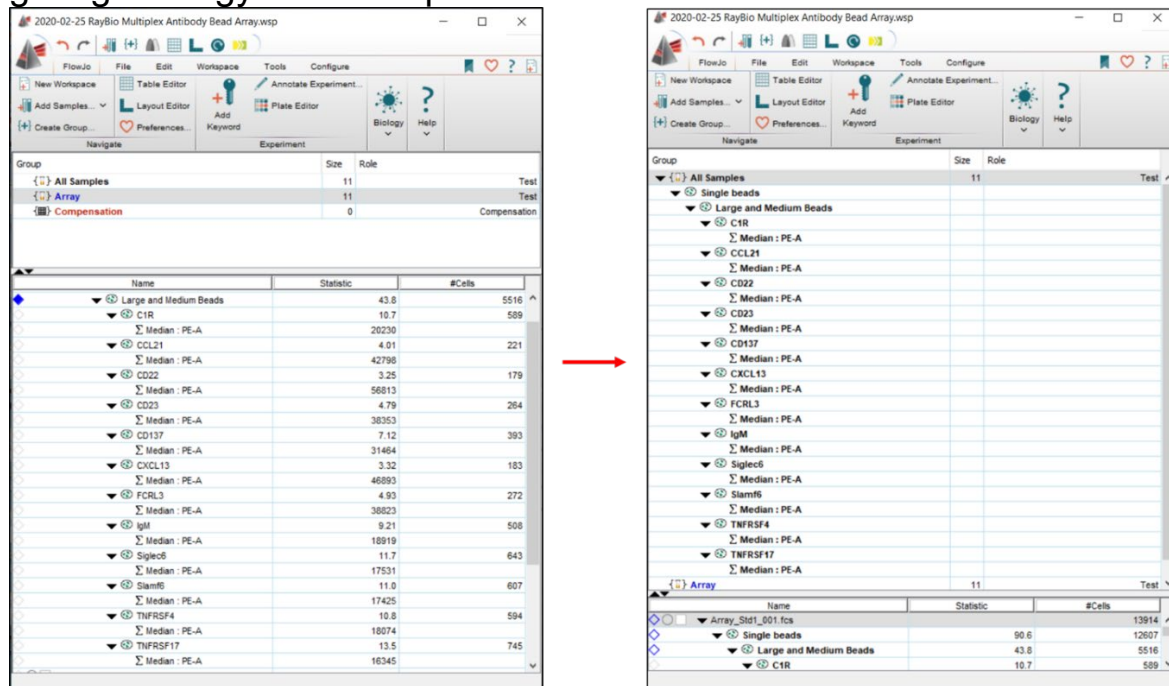 2020-02-25 RayBio Multiplex Antibody Bead Array.wsp
FlowJo File Edit Workspace Tools Configure
New Workspace Table Editor Annotate Experiment...
Add Samples... Layout Editor Plate Editor
Create Group... Preferences... Add Keyword Biology Help
Navigate Experiment
Group Size Role
All Samples 11 Test
Array 11 Test
Compensation 0 Compensation
Name Statistic #Cells
Large and Medium Beads 43.8 5516
C1R 10.7 589
Σ Median : PE-A 20230
CCL21 4.01 221
Σ Median : PE-A 42798
CD22 3.25 179
Σ Median : PE-A 56813
CD23 4.79 264
Σ Median : PE-A 38353
CD137 7.12 393
Σ Median : PE-A 31464
CXCL13 3.32 183
Σ Median : PE-A 46893
FCRL3 4.93 272
Σ Median : PE-A 38823
IgM 9.21 508
Σ Median : PE-A 18919
Siglec6 11.7 643
Σ Median : PE-A 17531
Slamf6 11.0 607
Σ Median : PE-A 17425
TNFRSF4 10.8 594
Σ Median : PE-A 18074
TNFRSF17 13.5 745
Σ Median : PE-A 16345
2020-02-25 RayBio Multiplex Antibody Bead Array.wsp
FlowJo File Edit Workspace Tools Configure
New Workspace Table Editor Annotate Experiment...
Add Samples... Layout Editor Plate Editor
Create Group... Preferences... Add Keyword Biology Help
Navigate Experiment
Group Size Role
All Samples 11 Test
Single beads
Large and Medium Beads
C1R
Σ Median : PE-A
CCL21
Σ Median : PE-A
CD22
Σ Median : PE-A
CD23
Σ Median : PE-A
CD137
Σ Median : PE-A
CXCL13
Σ Median : PE-A
FCRL3
Σ Median : PE-A
IgM
Σ Median : PE-A
Siglec6
Σ Median : PE-A
Slamf6
Σ Median : PE-A
TNFRSF4
Σ Median : PE-A
TNFRSF17
Σ Median : PE-A
Array 11 Test
Name Statistic #Cells
Array_Std1_001.fcs 13914
Single beads 90.6 12607
Large and Medium Beads 43.8 5516
C1R 10.7 589